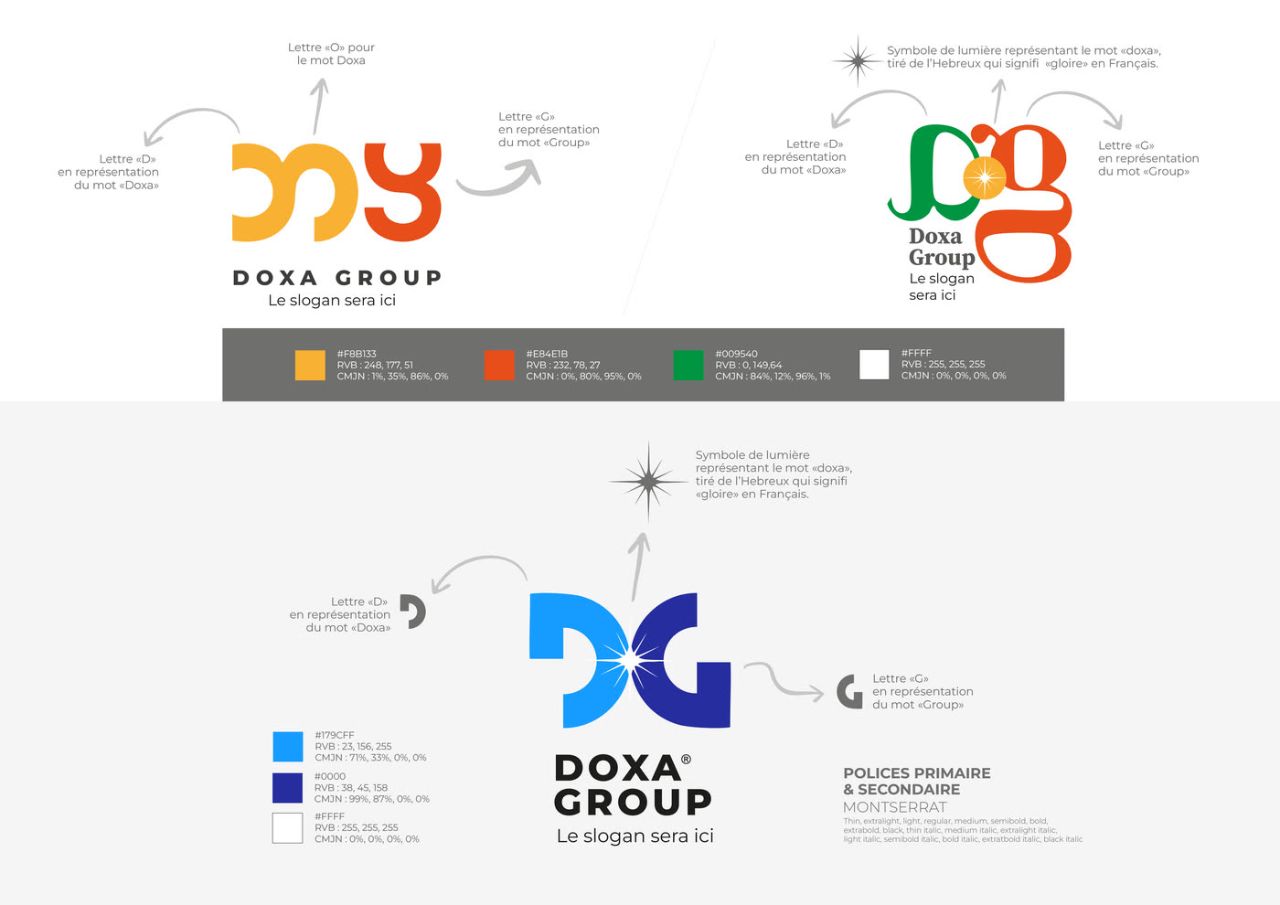 Lettre «O» pour
le mot Doxa
Lettre «D»
en représentation
du mot «Doxa»
Lettre «G»
en représentation
du mot «Group»
DOXA GROUP
Le slogan sera ici
Symbole de lumière représentant le mot «doxa»,
tiré de l'Hebreux qui signifi «gloire» en Français.
Lettre «D»
en représentation
du mot «Doxa»
Lettre «G»
en représentation
du mot «Group»
Doxa
Group
Le slogan
sera ici
#F8B133
RVB : 248, 177, 51
CMJN : 1%, 35%, 86%, 0%
#E84E1B
RVB : 232, 78, 27
CMJN : 0%, 80%, 95%, 0%
#009540
RVB : 0, 149,64
CMJN : 84%, 12%, 96%, 1%
#FFFF
RVB : 255, 255, 255
CMJN : 0%, 0%, 0%, 0%
Symbole de lumière
représentant le mot «doxa»,
tiré de l'Hebreux qui signifi
«gloire» en Français.
Lettre «D»
en représentation
du mot «Doxa»
D
DG
G
Lettre «G»
en représentation
du mot «Group»
DOXA®
GROUP
Le slogan sera ici
#179CFF
RVB : 23, 156, 255
CMJN : 71%, 33%, 0%, 0%
#0000
RVB : 38, 45, 158
CMJN : 99%, 87%, 0%, 0%
#FFFF
RVB : 255, 255, 255
CMJN : 0%, 0%, 0%, 0%
POLICES PRIMAIRE
& SECONDAIRE
MONTSERRAT
Thin, extralight, light, regular, medium, semibold, bold,
extrabold, black, thin italic, medium italic, extralight italic,
light italic, semibold italic, bold italic, extratbold italic, black italic